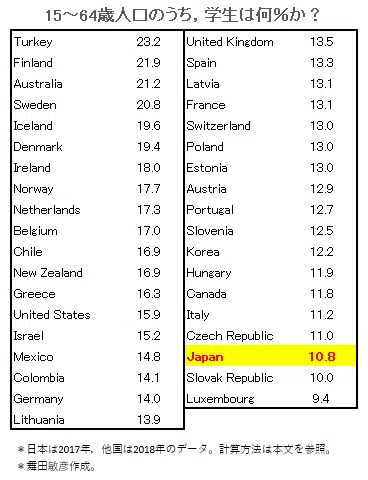 15～64歳人口のうち，学生は何％か？
Turkey 23.2
Finland 21.9
Australia 21.2
Sweden 20.8
Iceland 19.6
Denmark 19.4
Ireland 18.0
Norway 17.7
Netherlands 17.3
Belgium 17.0
Chile 16.9
New Zealand 16.9
Greece 16.3
United States 15.9
Israel 15.2
Mexico 14.8
Colombia 14.1
Germany 14.0
Lithuania 13.9
United Kingdom 13.5
Spain 13.3
Latvia 13.1
France 13.1
Switzerland 13.0
Poland 13.0
Estonia 13.0
Austria 12.9
Portugal 12.7
Slovenia 12.5
Korea 12.2
Hungary 11.9
Canada 11.8
Italy 11.2
Czech Republic 11.0
Japan 10.8
Slovak Republic 10.0
Luxembourg 9.4
＊日本は2017年，他国は2018年のデータ。計算方法は本文を参照。
＊舞田敏彦作成。